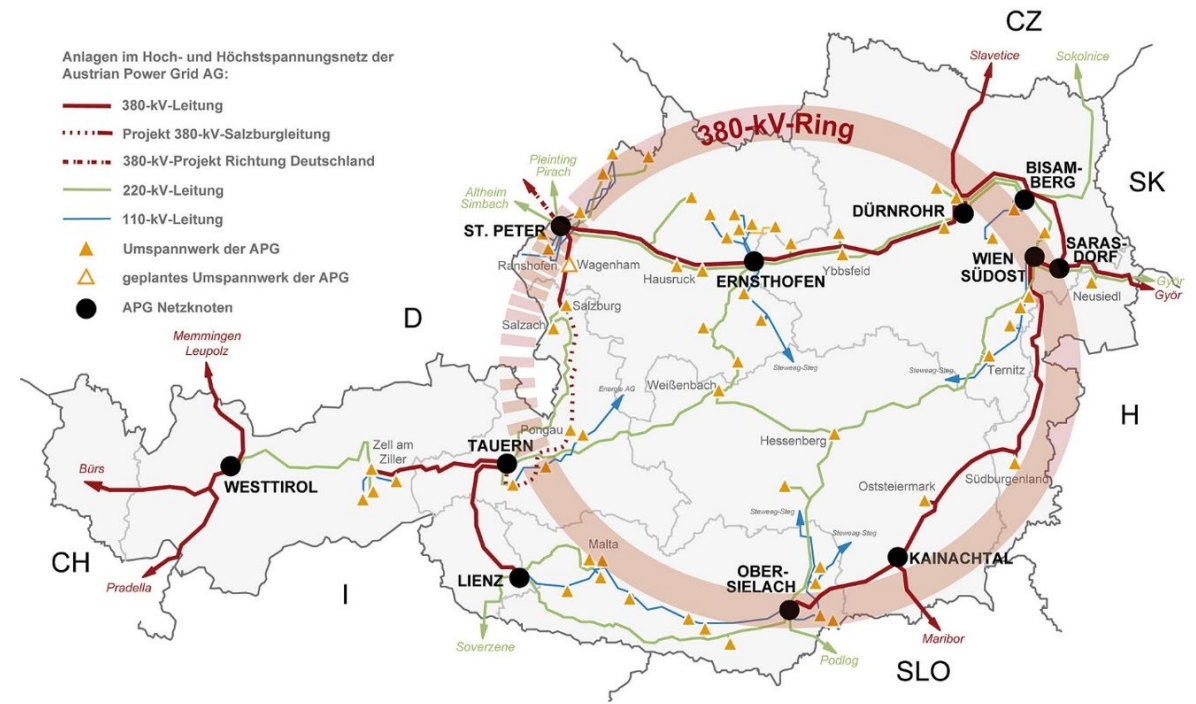 Anlagen im Hoch- und Höchstspannungsnetz der
Austrian Power Grid AG:
380-kV-Leitung
Projekt 380-kV-Salzburgleitung
380-kV-Projekt Richtung Deutschland
220-kV-Leitung
110-kV-Leitung
Umspannwerk der APG
geplantes Umspannwerk der APG
APG Netzknoten
CZ
Slavetice
Sokolnice
380-kV-Ring
Pleinting
Pirach
Altheim
Simbach
ST. PETER
Ranshofen
Wagenham
Hausruck
ERNSTHOFEN
Ybbsfeld
DÜRNROHR
BISAM-
BERG
SK
WIEN
SÜDOST
SARAS-
DORF
Györ
Györ
Neusiedl
Salzburg
Salzach
D
Memmingen
Leupolz
Energie AG
Weißenbach
Steweag-Steg
Steweag-Steg
Ternitz
H
Pongau
TAUERN
Zell am
Ziller
Hessenberg
Bürs
WESTTIROL
Oststeiermark
Südburgenland
Steweag-Steg
Steweag-Steg
CH
Pradella
I
LIENZ
Malta
OBER-
SIELACH
KAINACHTAL
Soverzene
Podlog
Maribor
SLO